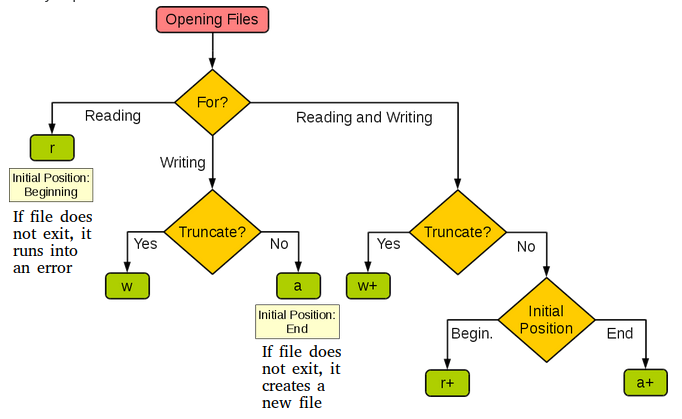 Opening Files
For?
Reading
Reading and Writing
r
Writing
Initial Position:
Beginning
If file does
not exit, it
runs into
an error
Truncate?
Yes
No
w
a
Initial Position:
End
If file does
not exit, it
creates a
new file
Truncate?
Yes
No
w+
Initial
Position
Begin.
End
r+
a+